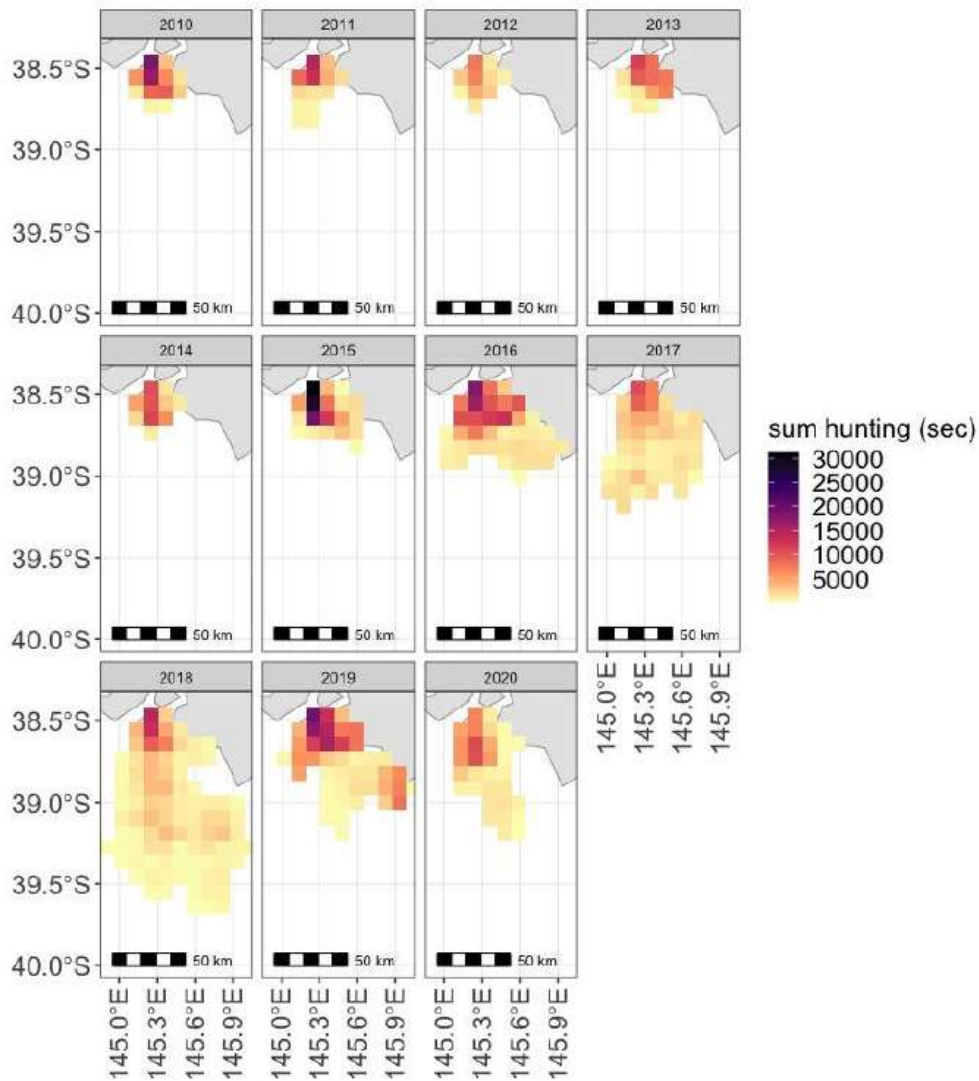 2010 2011 2012 2013
38.5°S
39.0°S
39.5°S
40.0°S
50 km 50 km 50 km 50 km
2014 2015 2016 2017
38.5°S
39.0°S
39.5°S
40.0°S
50 km 50 km 50 km 50 km
sum hunting (sec)
30000
25000
20000
15000
10000
5000
145.0°E 145.3°E 145.6°E 145.9°E
2018 2019 2020
38.5°S
39.0°S
39.5°S
40.0°S
50 km 50 km 50 km
145.0°E 145.3°E 145.6°E 145.9°E 145.0°E 145.3°E 145.6°E 145.9°E 145.0°E 145.3°E 145.6°E 145.9°E